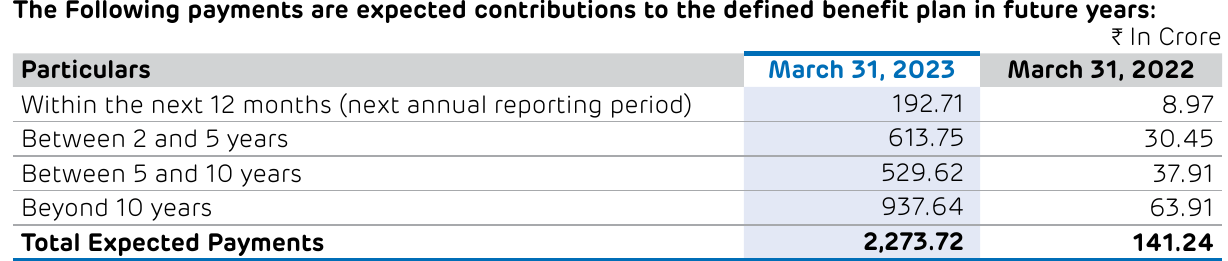 The Following payments are expected contributions to the defined benefit plan in future years:
₹ In Crore
Particulars March 31, 2023 March 31, 2022
Within the next 12 months (next annual reporting period) 192.71 8.97
Between 2 and 5 years 613.75 30.45
Between 5 and 10 years 529.62 37.91
Beyond 10 years 937.64 63.91
Total Expected Payments 2,273.72 141.24